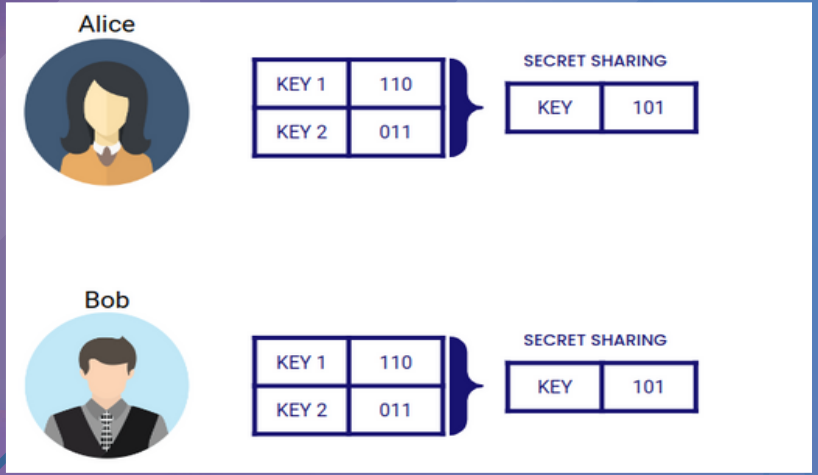 Alice
SECRET SHARING
KEY 1 110
KEY 2 011
KEY 101
Bob
SECRET SHARING
KEY 1 110
KEY 2 011
KEY 101